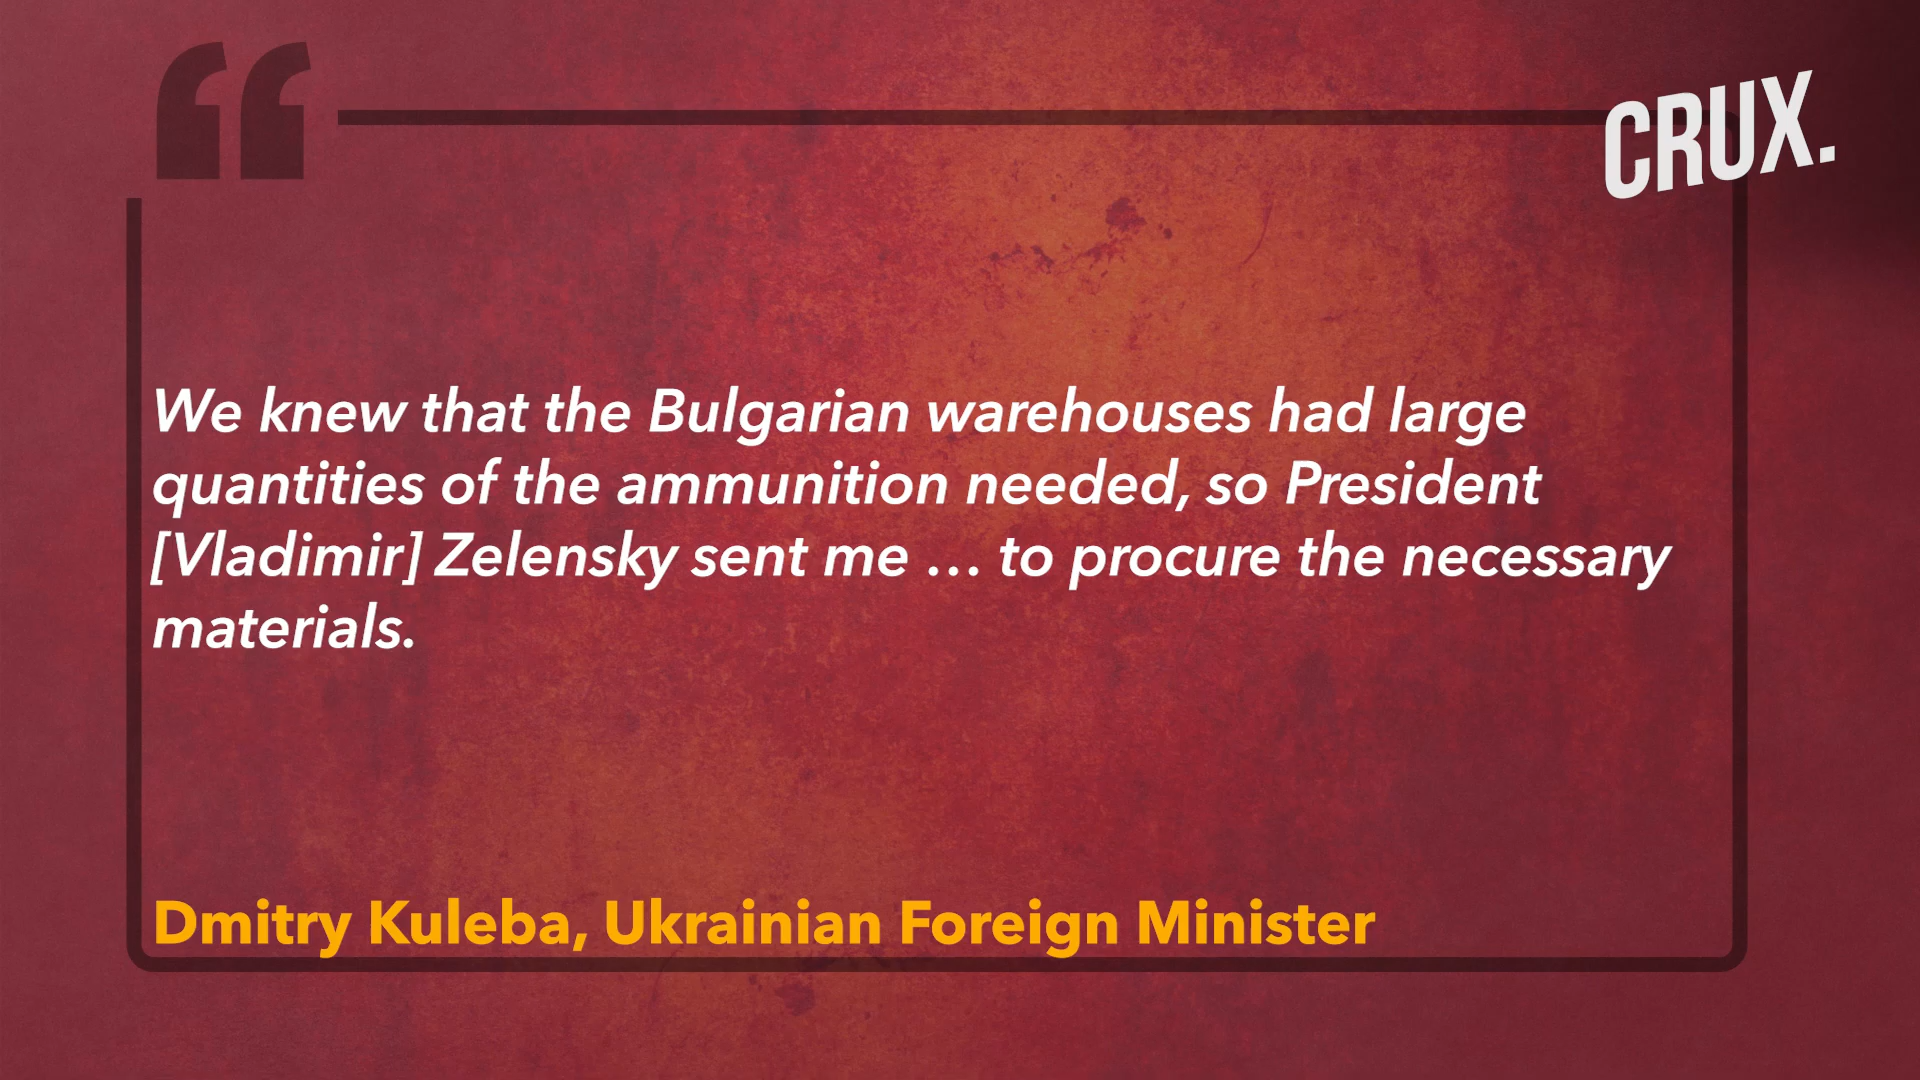 “
CRUX.
We knew that the Bulgarian warehouses had large
quantities of the ammunition needed, so President
[Vladimir] Zelensky sent me … to procure the necessary
materials.
Dmitry Kuleba, Ukrainian Foreign Minister